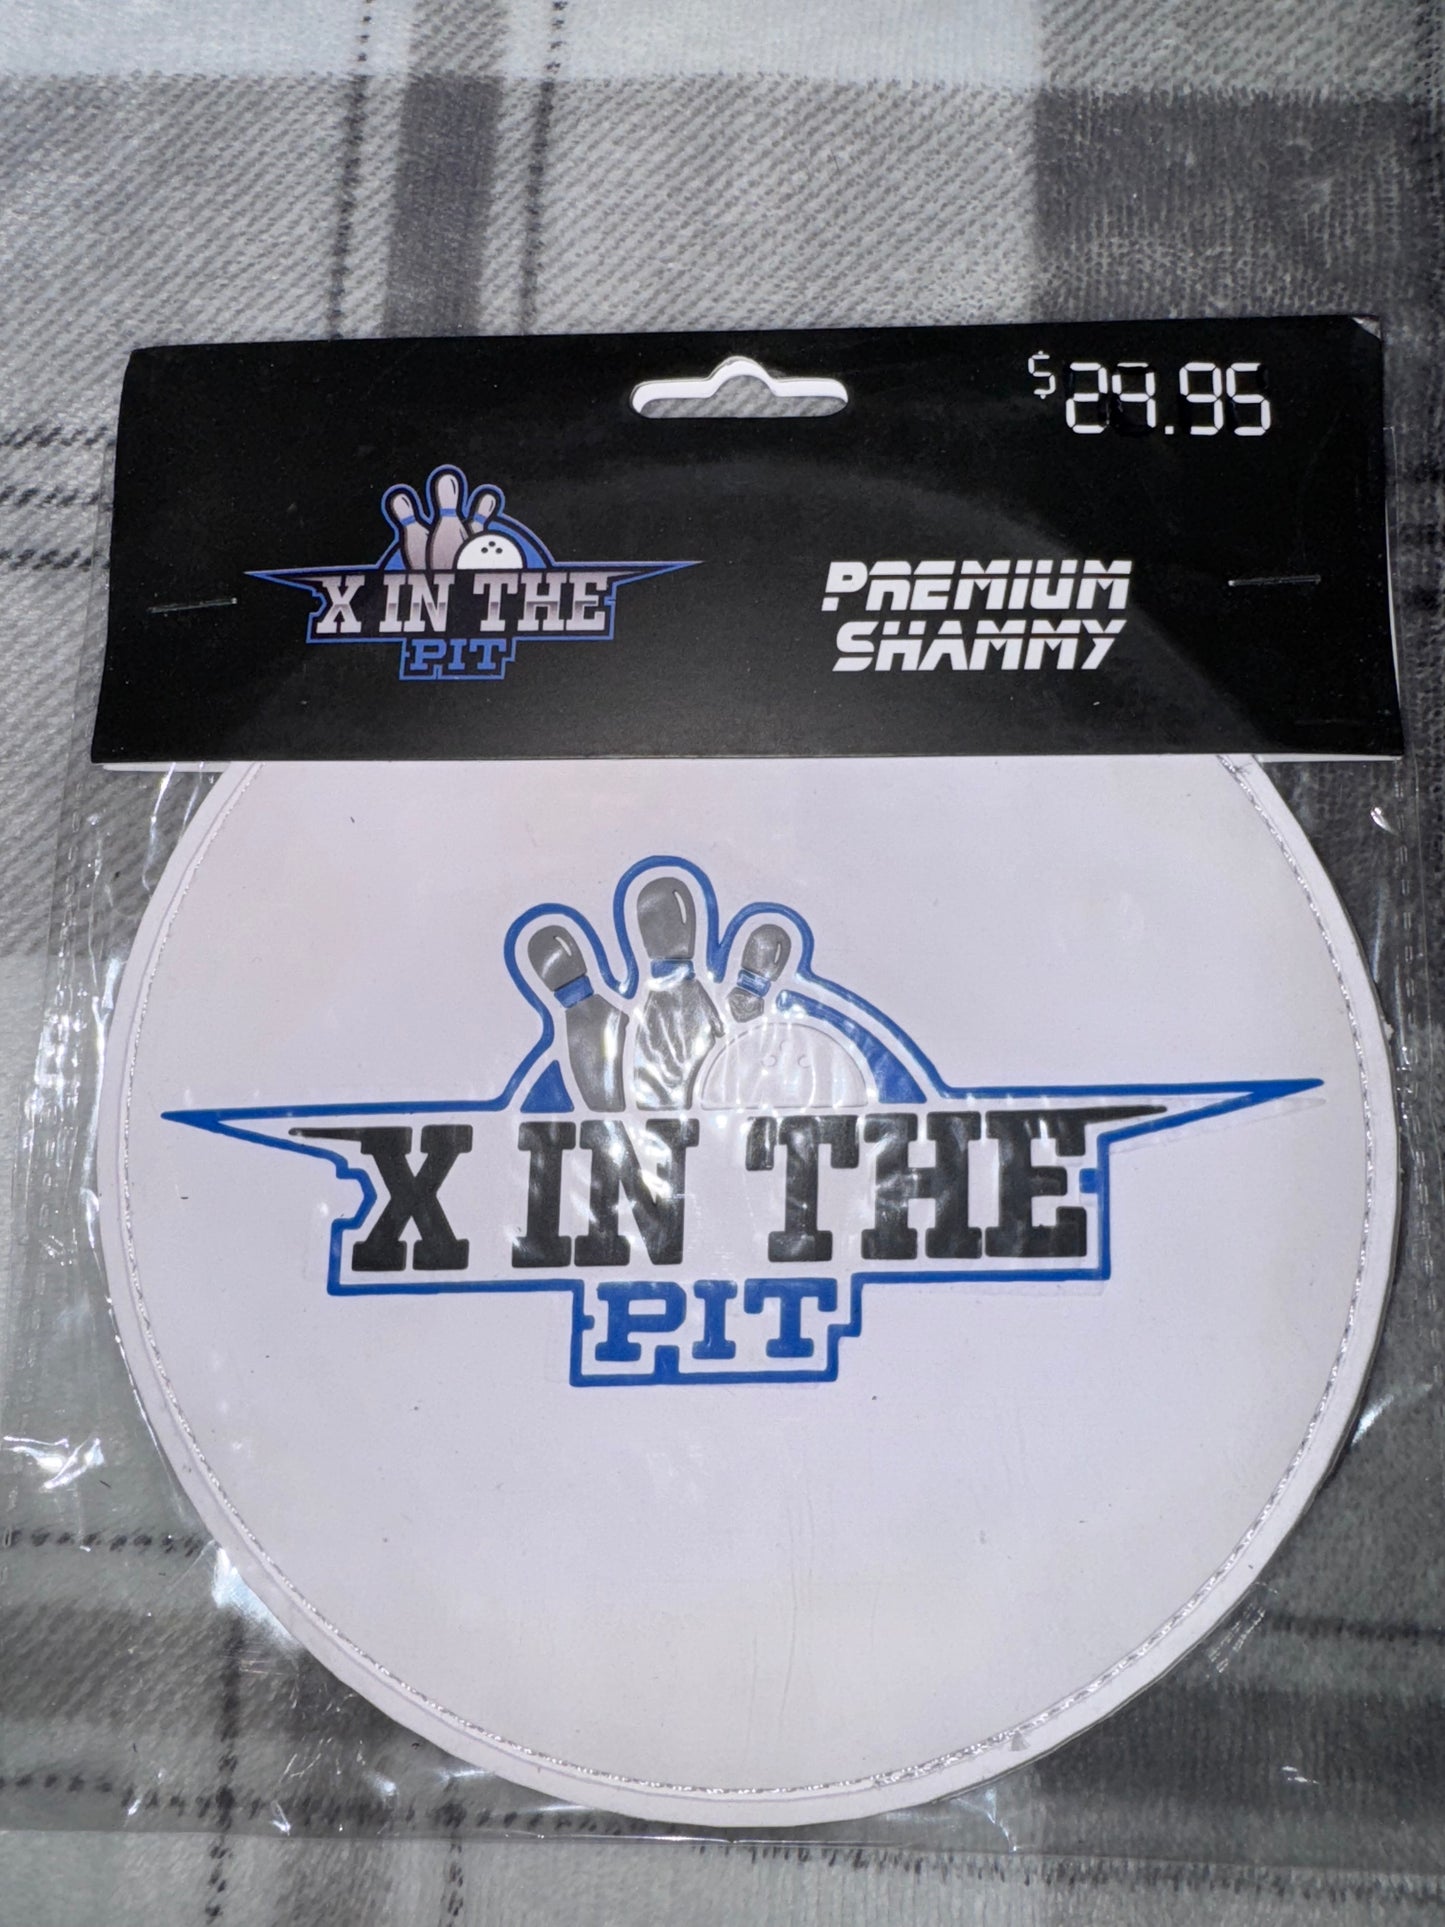 $24.95
X IN THE
PIT
PREMIUM
SHAMMY
X IN THE
PIT